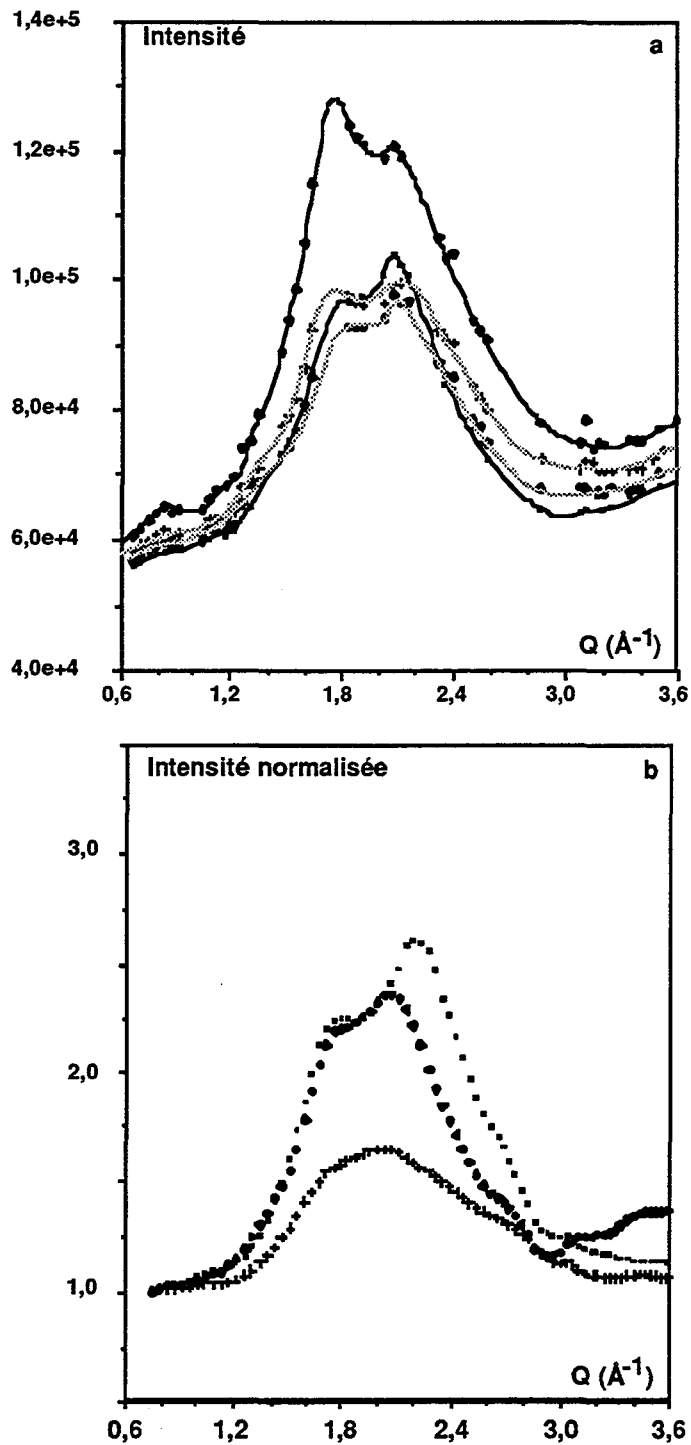 1,4e+5
Intensité
a
1,2e+5
1,0e+5
8,0e+4
6,0e+4
4,0e+4
Q (Å-1)
0,6 1,2 1,8 2,4 3,0 3,6
Intensité normalisée
b
3,0
2,0
1,0
Q (Å-1)
0,6 1,2 1,8 2,4 3,0 3,6